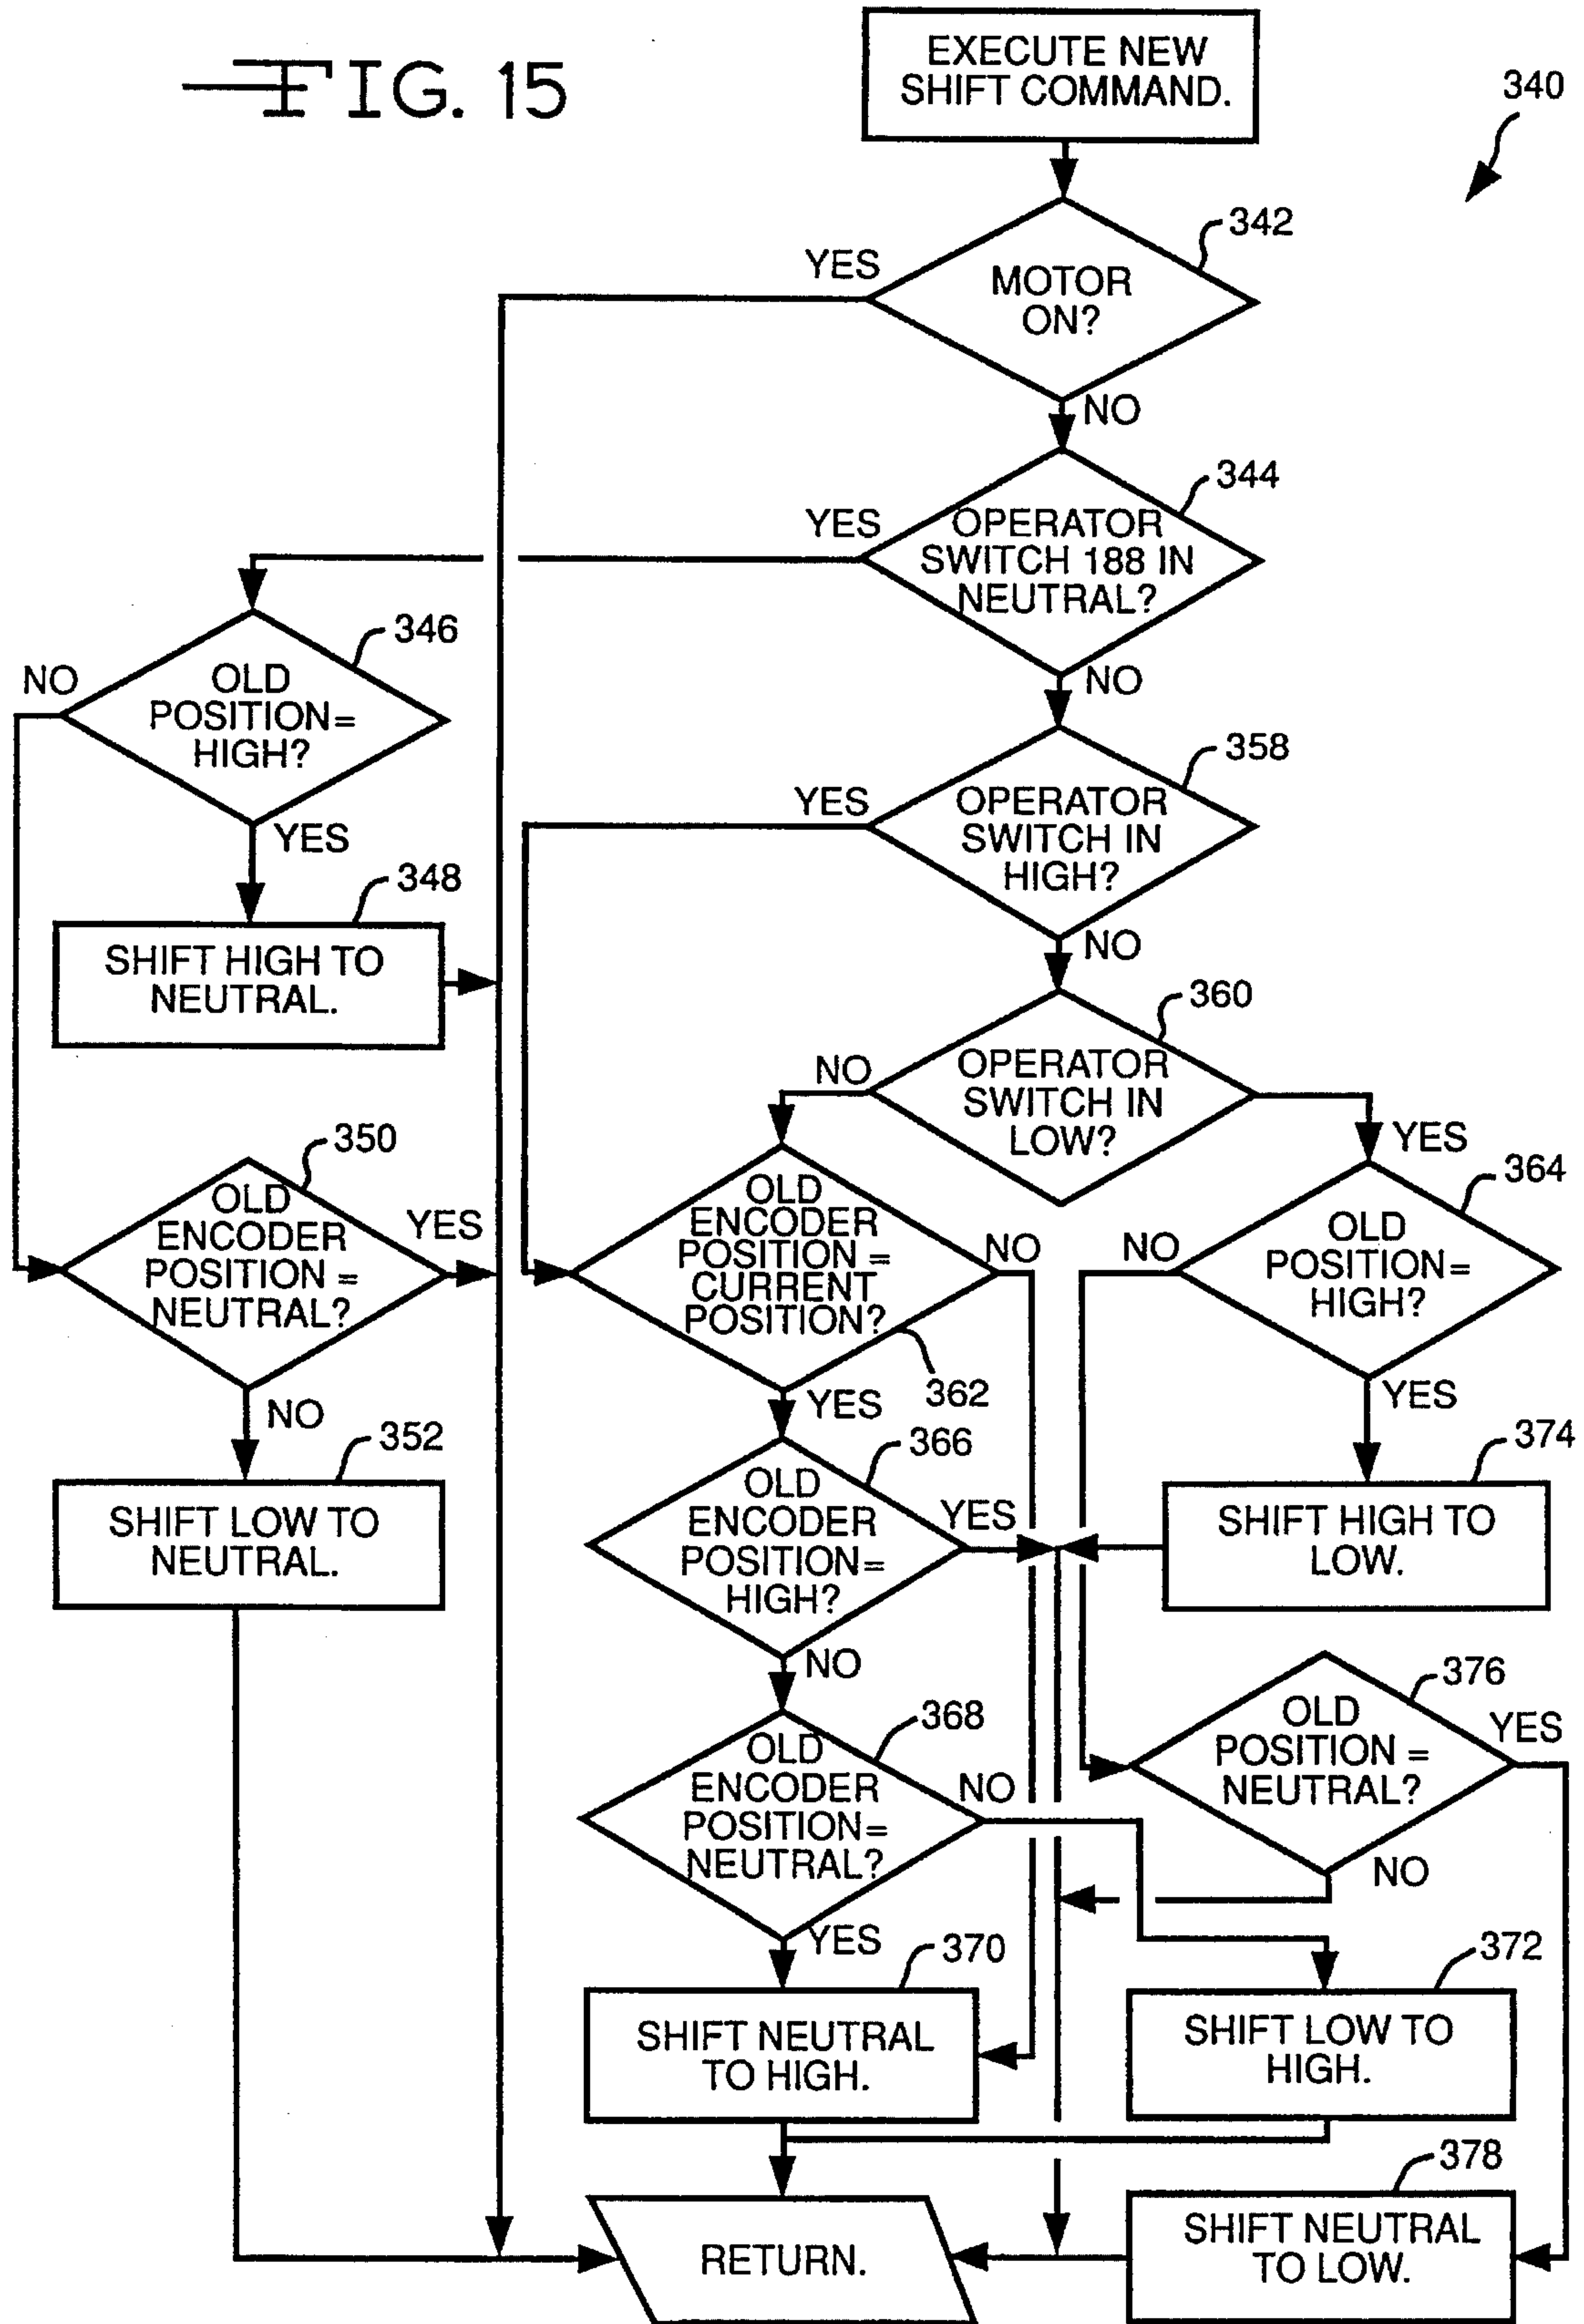 FIG. 15
EXECUTE NEW
SHIFT COMMAND.
340
342
YES
MOTOR
ON?
NO
344
YES
OPERATOR
SWITCH 188 IN
NEUTRAL?
NO
346
NO
OLD
POSITION=
HIGH?
YES
348
SHIFT HIGH TO
NEUTRAL.
358
YES
OPERATOR
SWITCH IN
HIGH?
NO
360
NO
OPERATOR
SWITCH IN
LOW?
YES
350
OLD
ENCODER
POSITION =
NEUTRAL?
YES
NO
352
SHIFT LOW TO
NEUTRAL.
OLD
ENCODER
POSITION =
CURRENT
POSITION?
NO
362
YES
364
NO
OLD
POSITION=
HIGH?
YES
366
OLD
ENCODER
POSITION=
HIGH?
YES
NO
374
SHIFT HIGH TO
LOW.
368
OLD
ENCODER
POSITION=
NEUTRAL?
NO
YES
376
OLD
POSITION =
NEUTRAL?
YES
NO
370
SHIFT NEUTRAL
TO HIGH.
372
SHIFT LOW TO
HIGH.
378
SHIFT NEUTRAL
TO LOW.
RETURN.